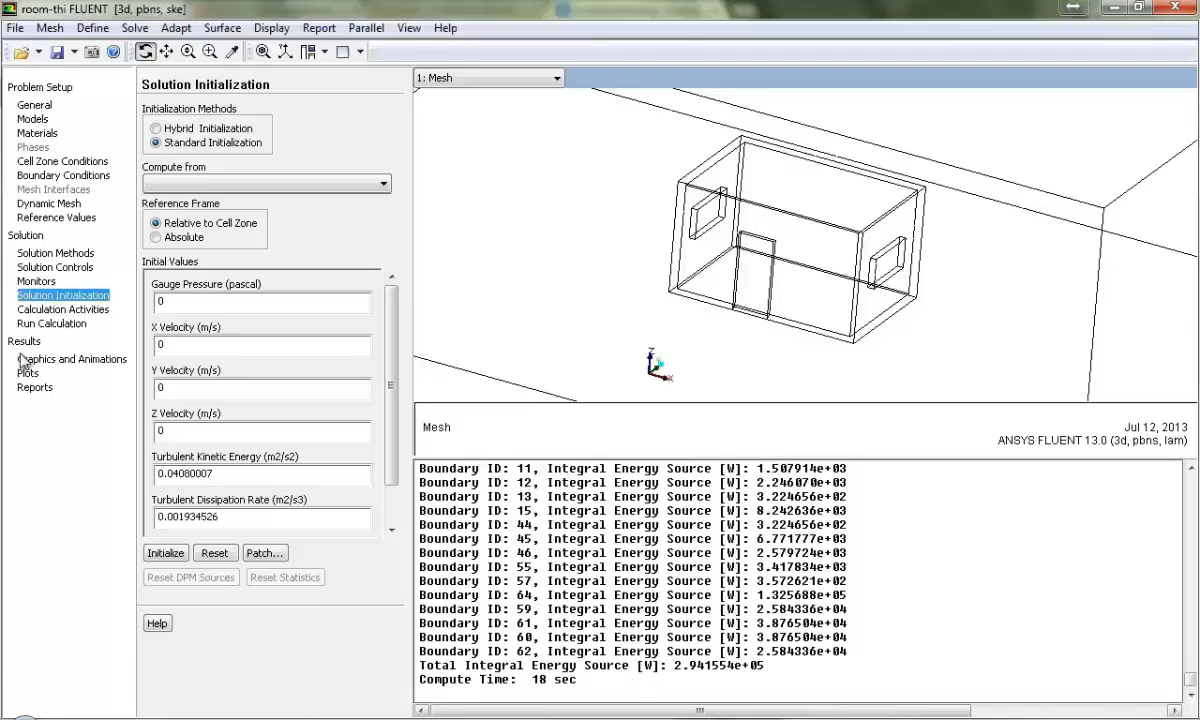 room-thi FLUENT [3d, pbns, ske]
File Mesh Define Solve Adapt Surface Display Report Parallel View Help
Problem Setup
General
Models
Materials
Phases
Cell Zone Conditions
Boundary Conditions
Mesh Interfaces
Dynamic Mesh
Reference Values
Solution
Solution Methods
Solution Controls
Monitors
Solution Initialization
Calculation Activities
Run Calculation
Results
Graphics and Animations
Plots
Reports
Solution Initialization
Initialization Methods
Hybrid Initialization
Standard Initialization
Compute from
Reference Frame
Relative to Cell Zone
Absolute
Initial Values
Gauge Pressure (pascal)
0
X Velocity (m/s)
0
Y Velocity (m/s)
0
Z Velocity (m/s)
0
Turbulent Kinetic Energy (m2/s2)
0.04080007
Turbulent Dissipation Rate (m2/s3)
0.001934526
Initialize Reset Patch...
Reset DPM Sources Reset Statistics
Help
1: Mesh
Z
Y
X
Mesh
Jul 12, 2013
ANSYS FLUENT 13.0 (3d, pbns, lam)
Boundary ID: 11, Integral Energy Source [W]: 1.507914e+03
Boundary ID: 12, Integral Energy Source [W]: 2.246070e+03
Boundary ID: 13, Integral Energy Source [W]: 3.224656e+02
Boundary ID: 15, Integral Energy Source [W]: 8.242636e+03
Boundary ID: 44, Integral Energy Source [W]: 3.224656e+02
Boundary ID: 45, Integral Energy Source [W]: 6.771777e+03
Boundary ID: 46, Integral Energy Source [W]: 2.579724e+03
Boundary ID: 55, Integral Energy Source [W]: 3.417834e+03
Boundary ID: 57, Integral Energy Source [W]: 3.572621e+02
Boundary ID: 64, Integral Energy Source [W]: 1.325688e+05
Boundary ID: 59, Integral Energy Source [W]: 2.584336e+04
Boundary ID: 61, Integral Energy Source [W]: 3.876504e+04
Boundary ID: 60, Integral Energy Source [W]: 3.876504e+04
Boundary ID: 62, Integral Energy Source [W]: 2.584336e+04
Total Integral Energy Source [W]: 2.941554e+05
Compute Time: 18 sec